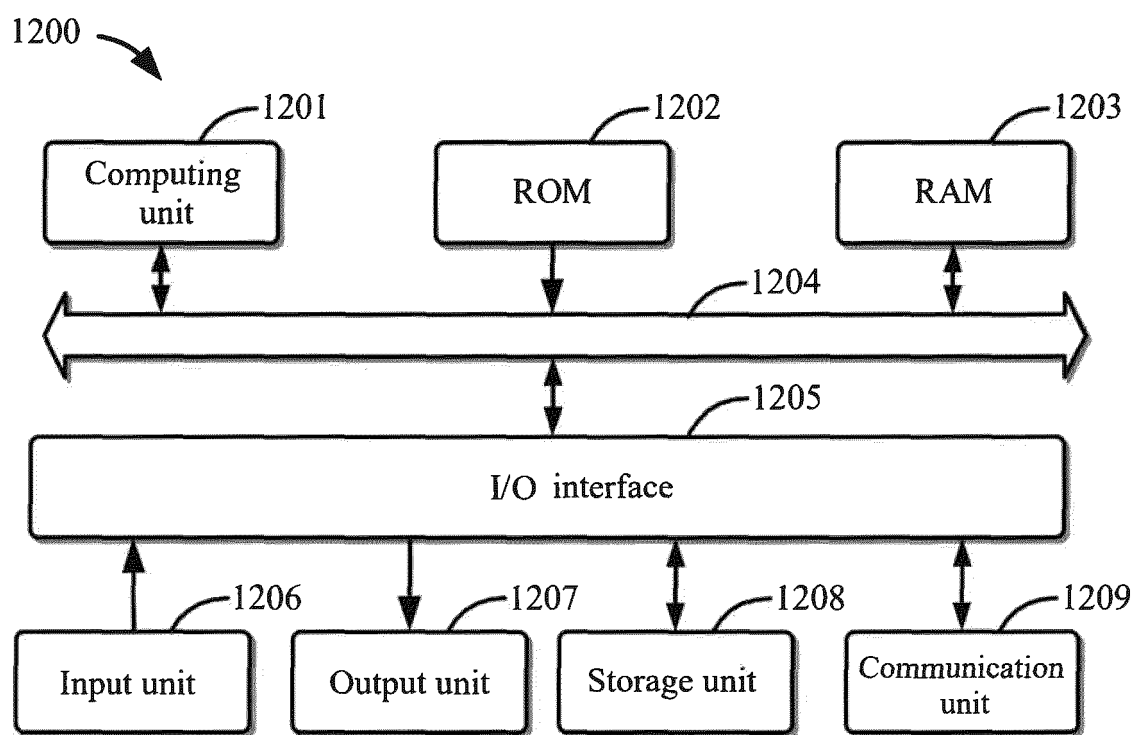 1200
1201
1202
1203
Computing
unit
ROM
RAM
1204
1205
I/O interface
1206
1207
1208
1209
Input unit
Output unit
Storage unit
Communication
unit